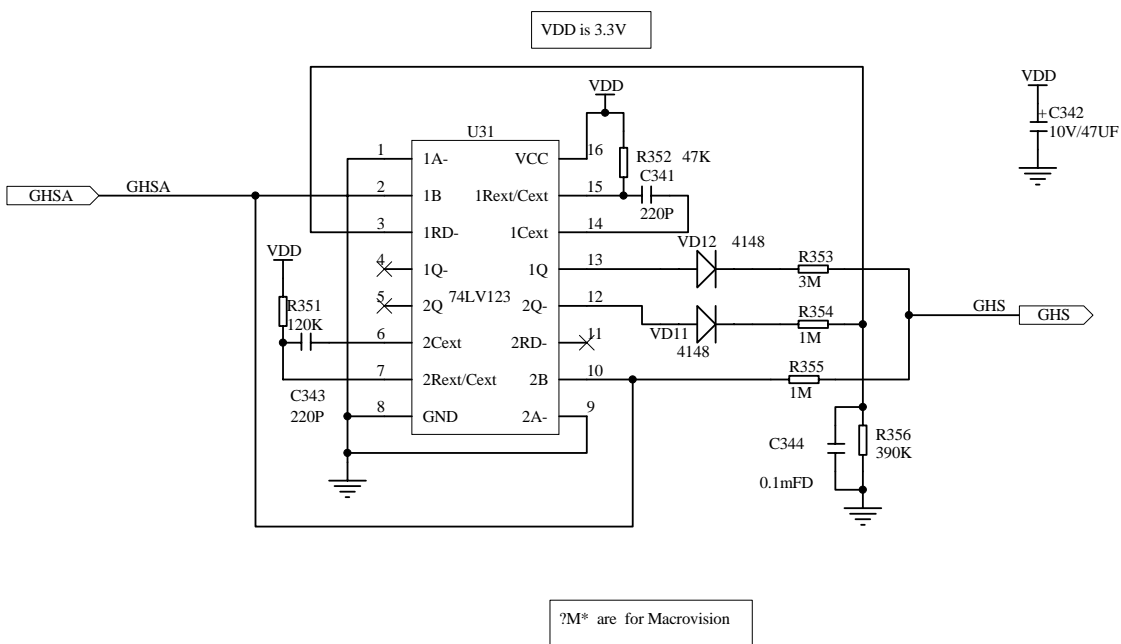 VDD is 3.3V
VDD
VDD
C342
10V/47UF
U31
1 1A- VCC 16
R352 47K
C341
220P
GHSA GHSA
2 1B 1Rext/Cext 15
3 1RD- 1Cext 14
VD12 4148
VDD
4 1Q- 1Q 13
R353
3M
R351
120K
5 2Q 74LV123 2Q- 12
VD11
4148
R354
1M
GHS GHS
6 2Cext 2RD- 11
7 2Rext/Cext 2B 10
R355
1M
C343
220P
8 GND 2A- 9
C344
0.1mFD
R356
390K
?M* are for Macrovision